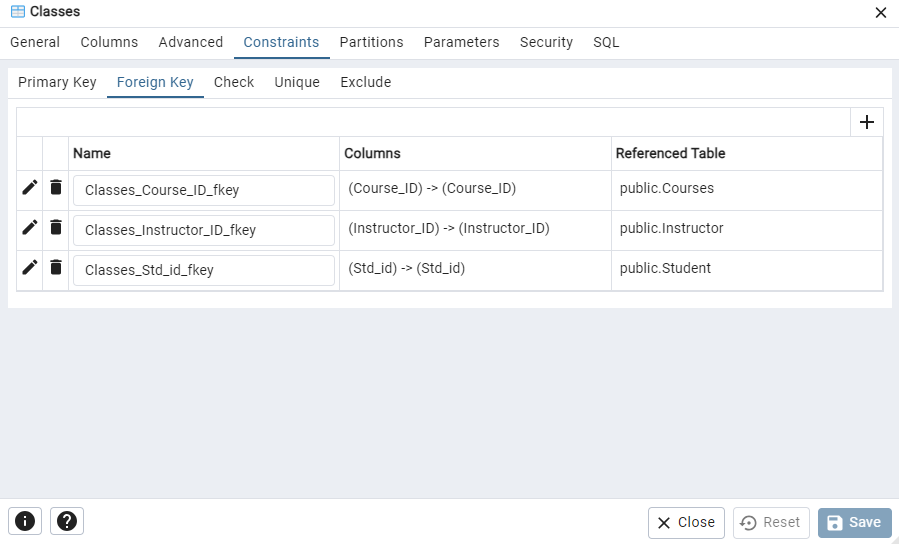 Classes
General Columns Advanced Constraints Partitions Parameters Security SQL
Primary Key Foreign Key Check Unique Exclude
Name Columns Referenced Table
Classes_Course_ID_fkey (Course_ID) -> (Course_ID) public.Courses
Classes_Instructor_ID_fkey (Instructor_ID) -> (Instructor_ID) public.Instructor
Classes_Std_id_fkey (Std_id) -> (Std_id) public.Student
Close Reset Save